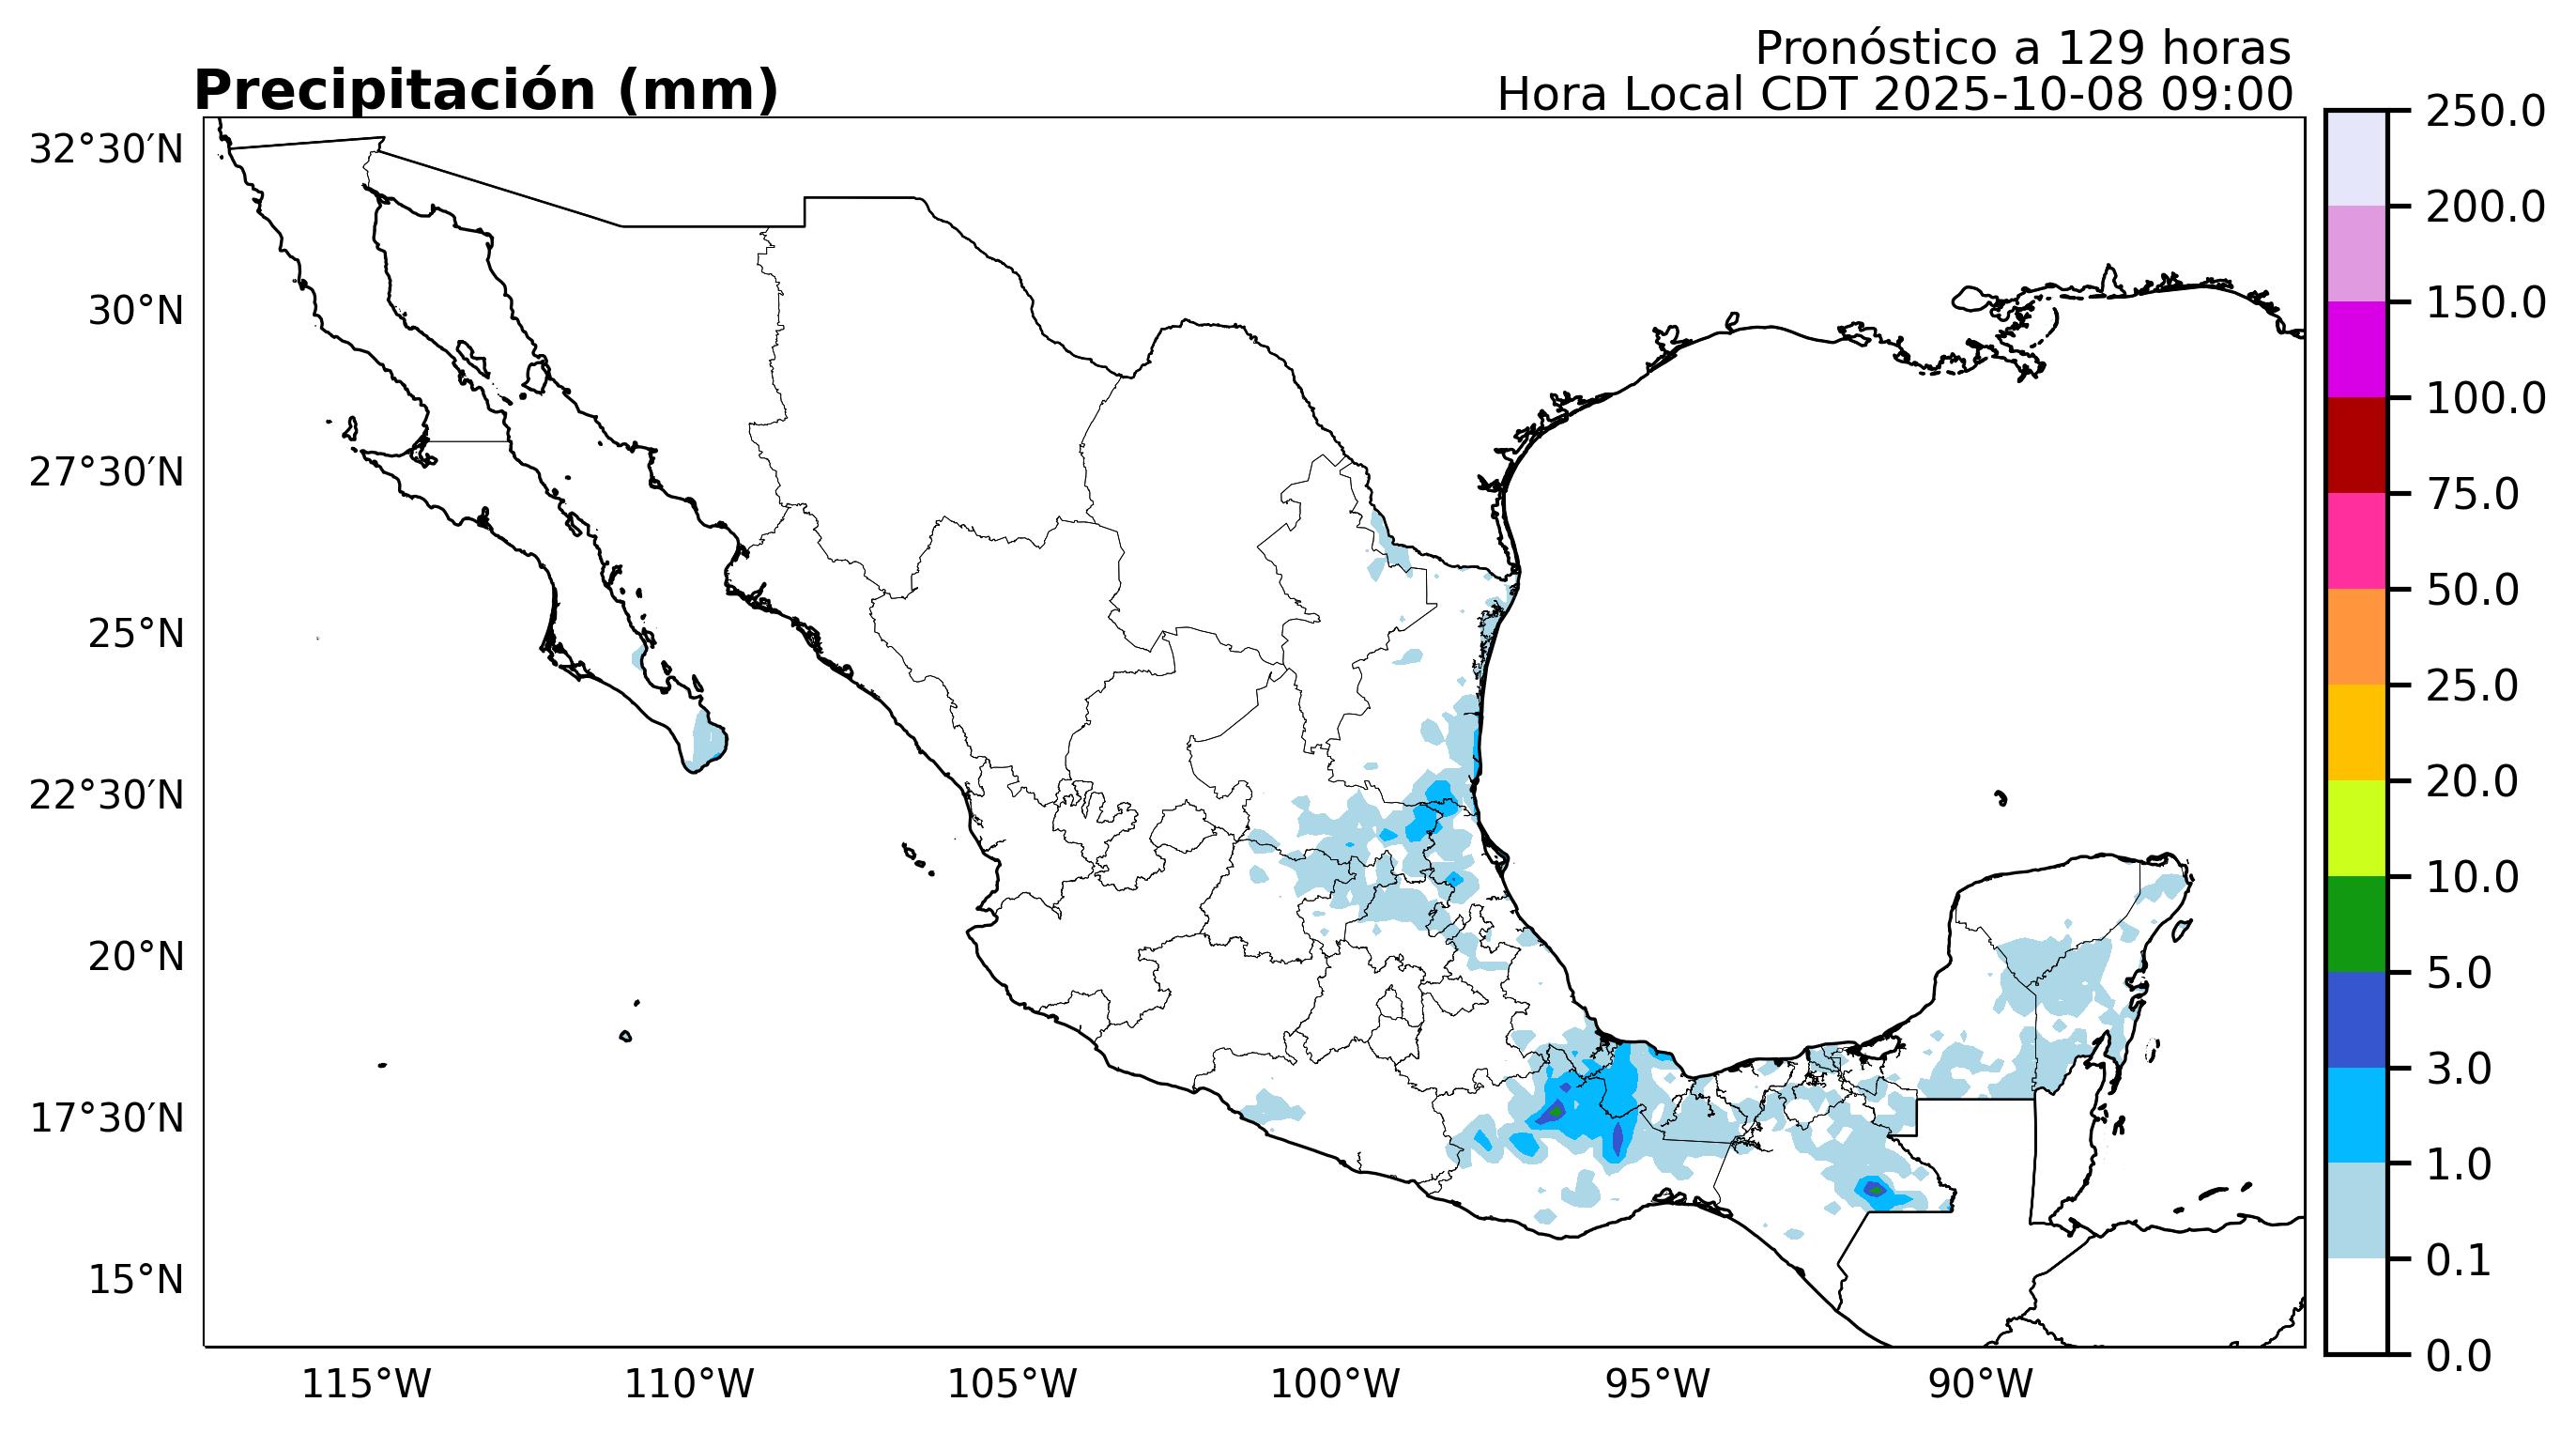 Pronóstico a 129 horas
Precipitación (mm)
Hora Local CDT 2025-10-08 09:00
32°30′N
30°N
27°30′N
25°N
22°30′N
20°N
17°30′N
15°N
115°W
110°W
105°W
100°W
95°W
90°W
250.0
200.0
150.0
100.0
75.0
50.0
25.0
20.0
10.0
5.0
3.0
1.0
0.1
0.0